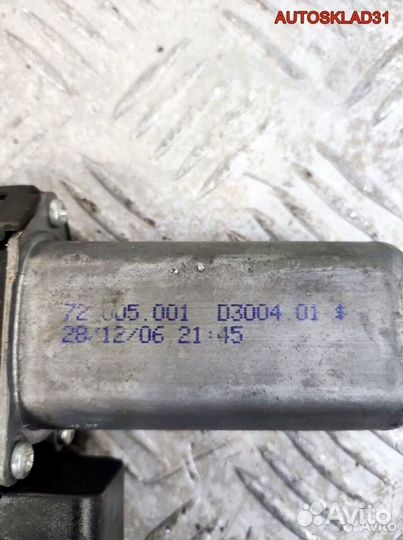 AUTOSKLAD31
72.005.001 D3004 01 $
28/12/06 21:45
Avito